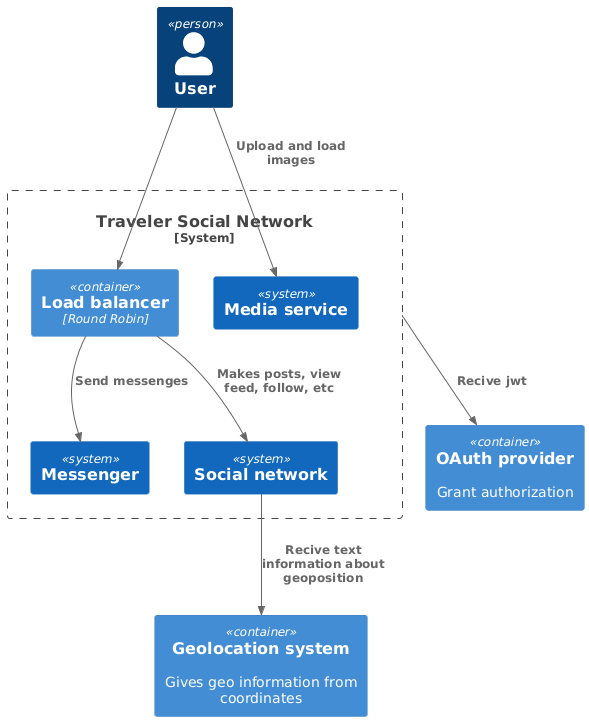 «person»
User
Upload and load
images
Traveler Social Network
[System]
«container»
Load balancer
[Round Robin]
«system»
Media service
Send messenges
Makes posts, view
feed, follow, etc
Recive jwt
«system»
Messenger
«system»
Social network
«container»
OAuth provider
Grant authorization
Recive text
information about
geoposition
«container»
Geolocation system
Gives geo information from
coordinates